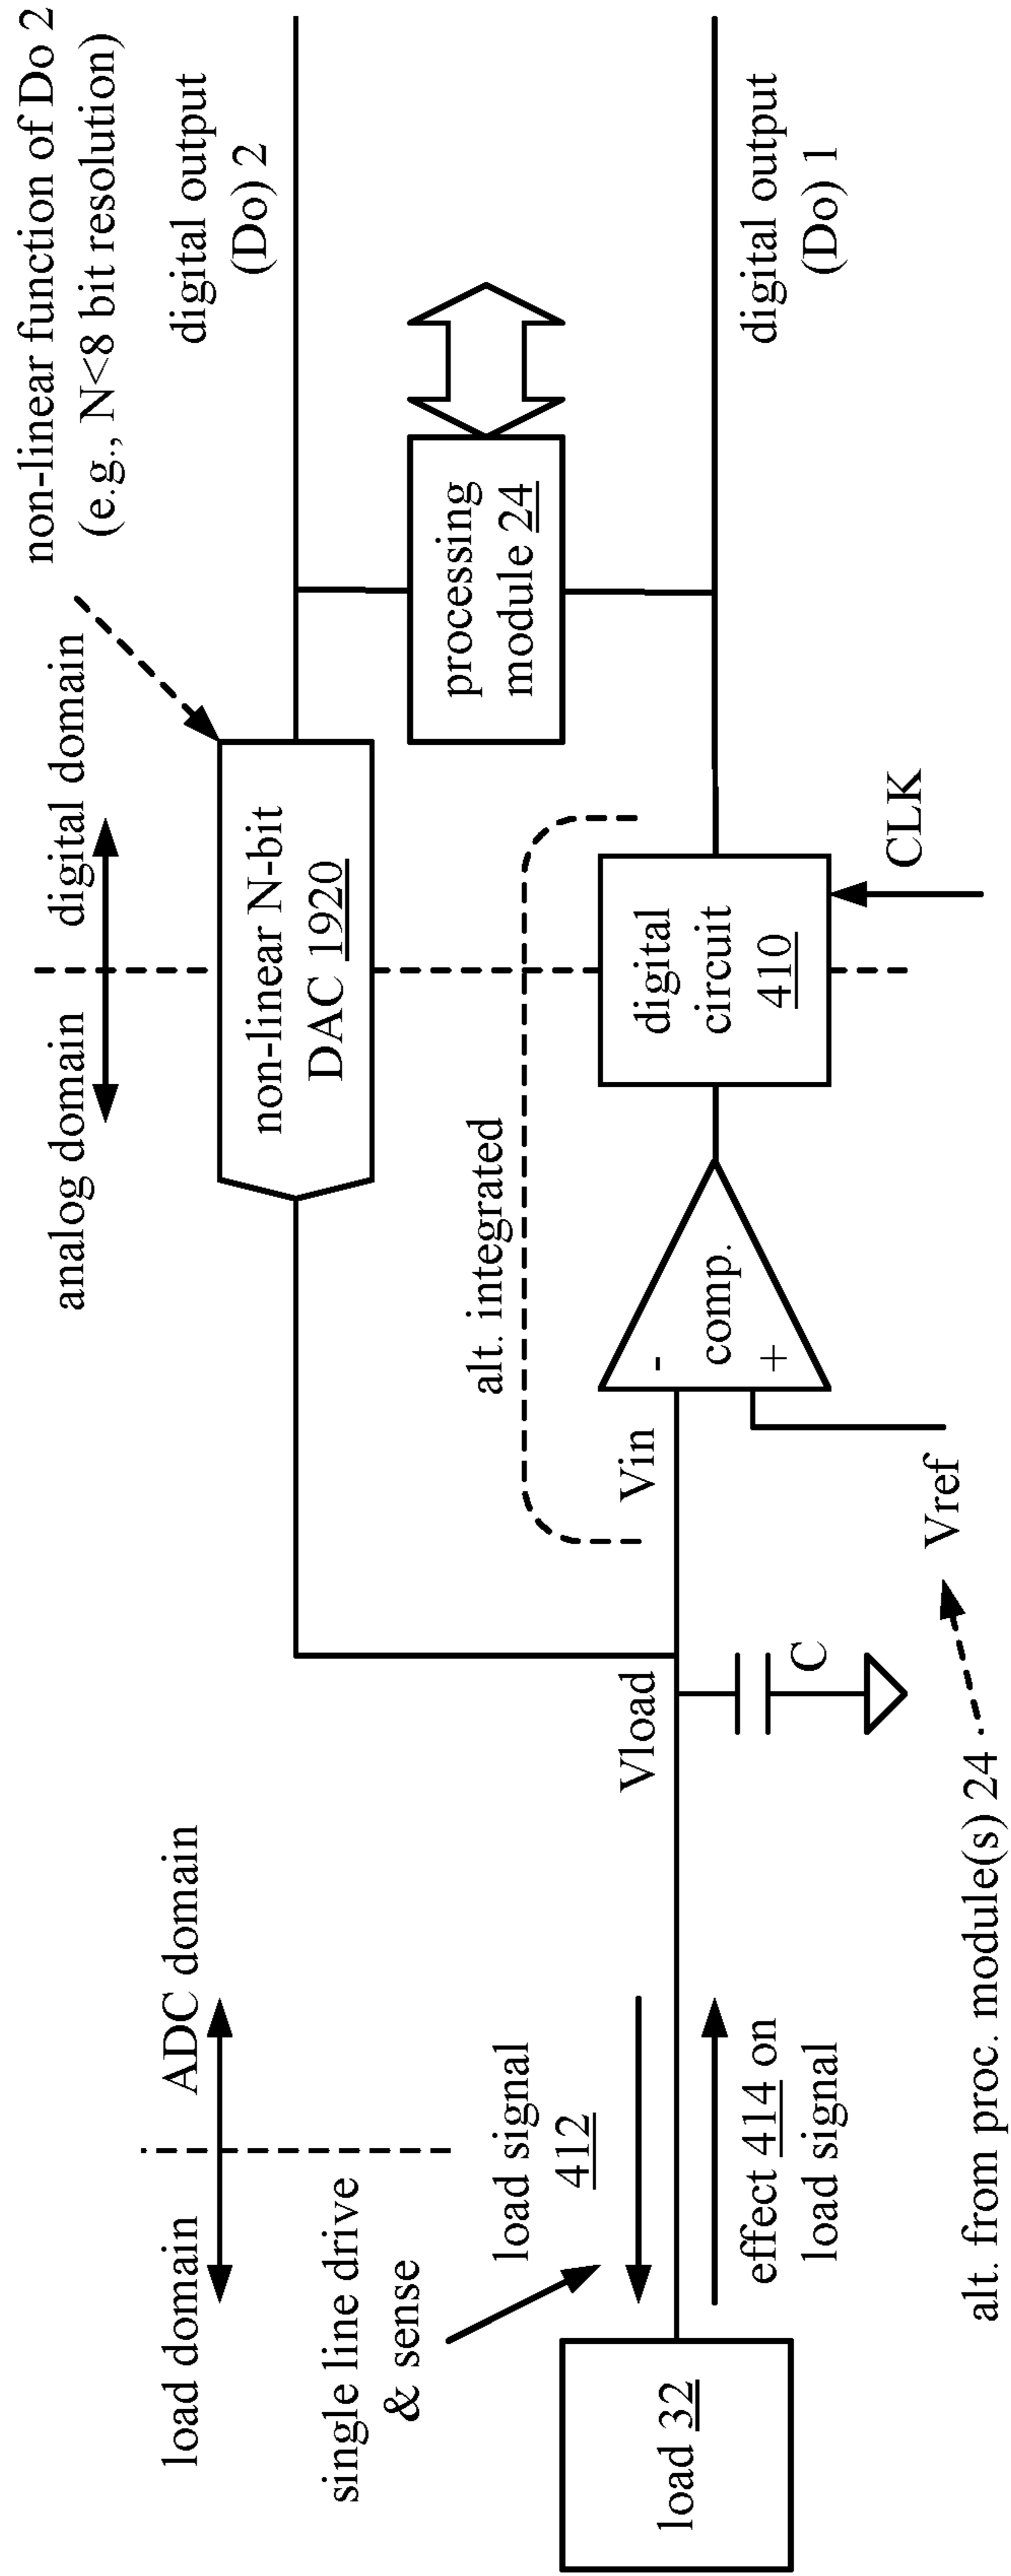 non-linear function of Do 2
(e.g., N<8 bit resolution)
analog domain
digital domain
load domain
ADC domain
digital output
(Do) 2
non-linear N-bit
DAC 1920
single line drive
& sense
processing
module 24
alt. integrated
load signal
412
load 32
Vload
Vin
-
comp.
+
digital
circuit
410
digital output
(Do) 1
effect 414 on
load signal
C
CLK
Vref
alt. from proc. module(s) 24